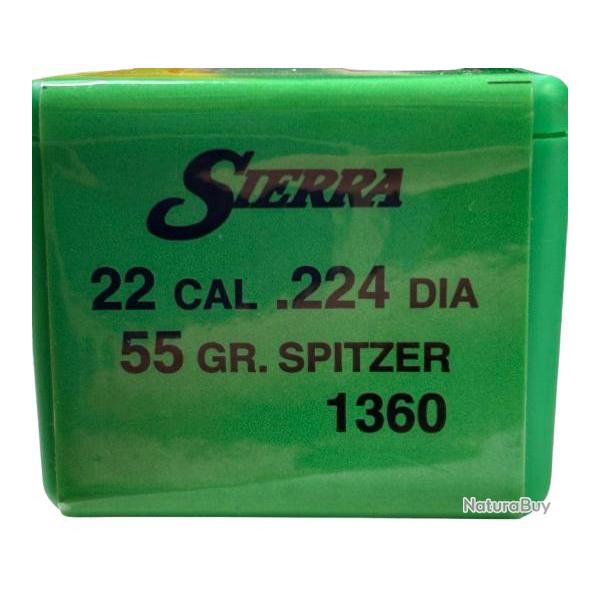 SIERRA
22 CAL .224 DIA
55 GR. SPITZER
1360
NaturaBuy